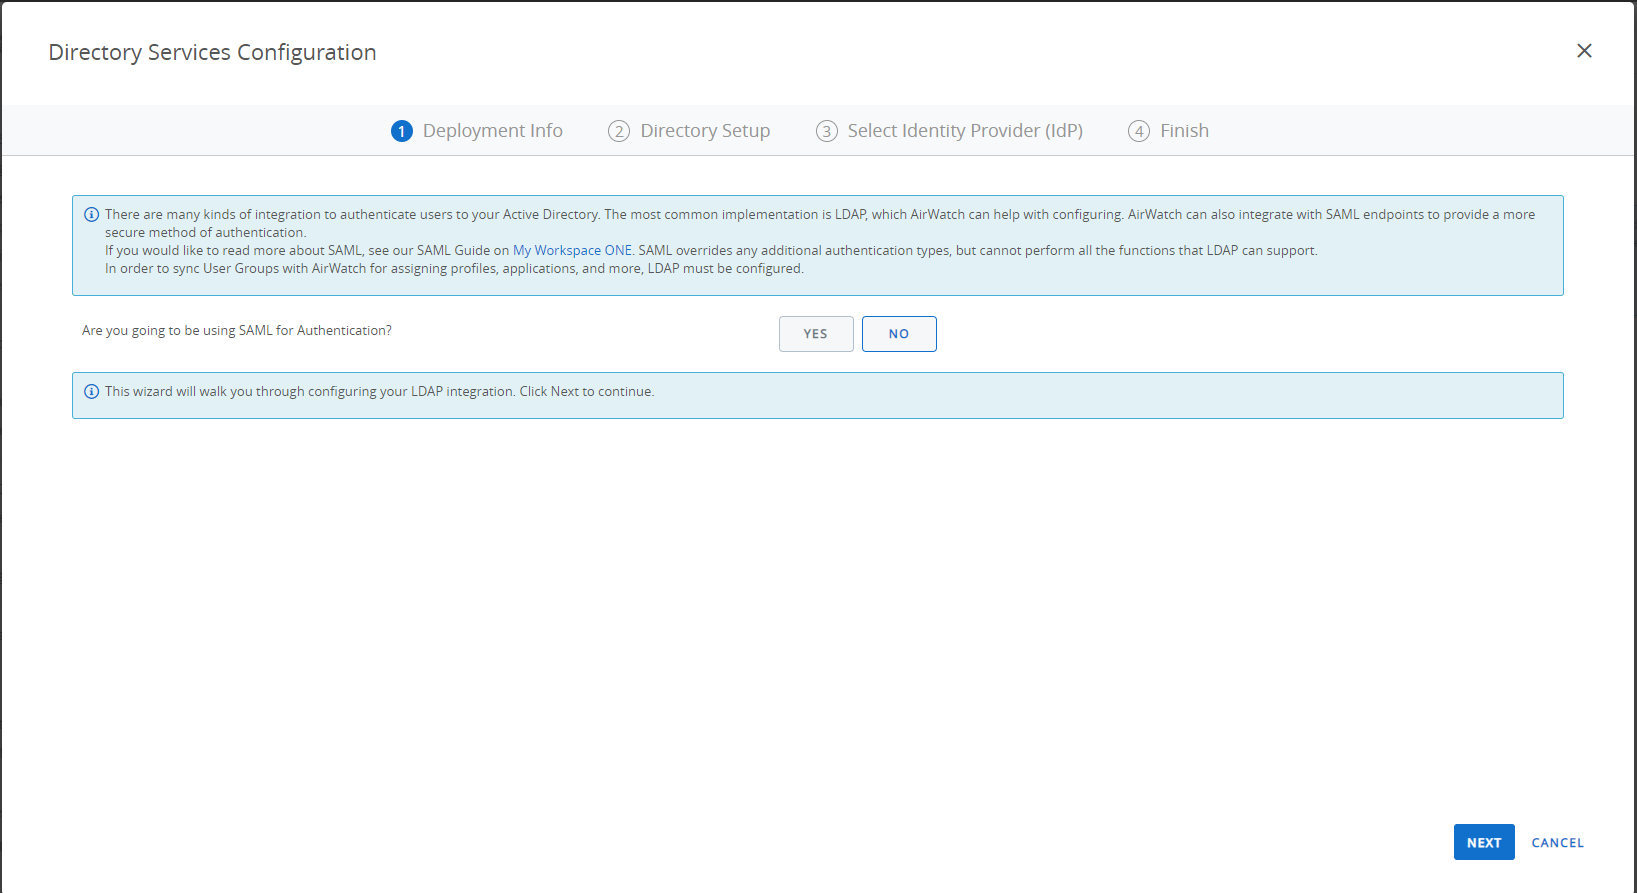 Directory Services Configuration
1 Deployment Info 2 Directory Setup 3 Select Identity Provider (IdP) 4 Finish
There are many kinds of integration to authenticate users to your Active Directory. The most common implementation is LDAP, which AirWatch can help with configuring. AirWatch can also integrate with SAML endpoints to provide a more
secure method of authentication.
If you would like to read more about SAML, see our SAML Guide on My Workspace ONE. SAML overrides any additional authentication types, but cannot perform all the functions that LDAP can support.
In order to sync User Groups with AirWatch for assigning profiles, applications, and more, LDAP must be configured.
Are you going to be using SAML for Authentication? YES NO
This wizard will walk you through configuring your LDAP integration. Click Next to continue.
NEXT CANCEL